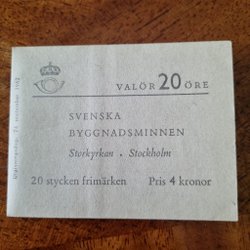 VALÖR 20 ÖRE
SVENSKA
BYGGNADSMINNEN
Storkyrkan . Stockholm
20 stycken frimärken Pris 4 kronor